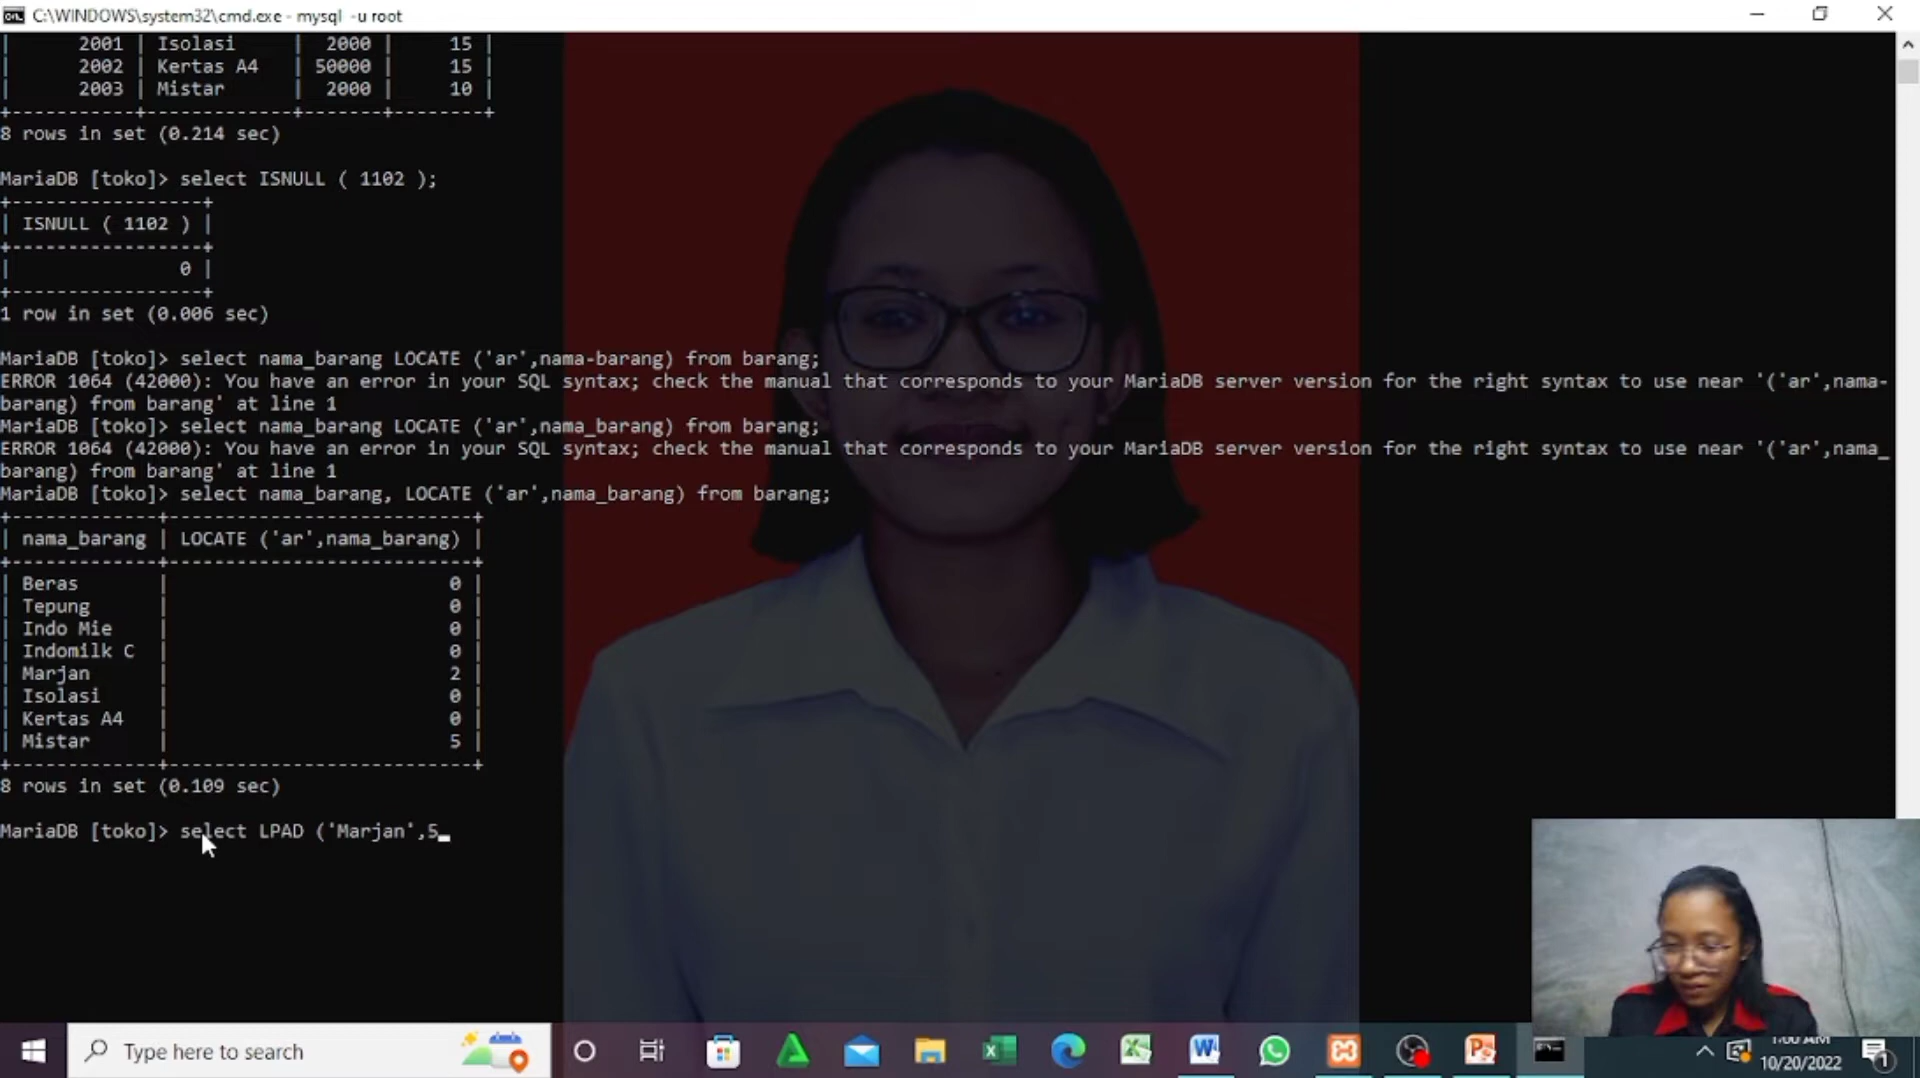 C:\WINDOWS\system32\cmd.exe - mysql -u root
| 2001 | Isolasi | 2000 | 15 |
| 2002 | Kertas A4 | 50000 | 15 |
| 2003 | Mistar | 2000 | 10 |
8 rows in set (0.214 sec)
MariaDB [toko]> select ISNULL ( 1102 );
| ISNULL ( 1102 ) |
| 0 |
1 row in set (0.006 sec)
MariaDB [toko]> select nama_barang LOCATE ('ar',nama-barang) from barang;
ERROR 1064 (42000): You have an error in your SQL syntax; check the manual that corresponds to your MariaDB server version for the right syntax to use near '('ar',nama-
barang) from barang' at line 1
MariaDB [toko]> select nama_barang LOCATE ('ar',nama_barang) from barang;
ERROR 1064 (42000): You have an error in your SQL syntax; check the manual that corresponds to your MariaDB server version for the right syntax to use near '('ar',nama_
barang) from barang' at line 1
MariaDB [toko]> select nama_barang, LOCATE ('ar',nama_barang) from barang;
| nama_barang | LOCATE ('ar',nama_barang) |
| Beras | 0 |
| Tepung | 0 |
| Indo Mie | 0 |
| Indomilk C | 0 |
| Marjan | 2 |
| Isolasi | 0 |
| Kertas A4 | 0 |
| Mistar | 5 |
8 rows in set (0.109 sec)
MariaDB [toko]> select LPAD ('Marjan',5_
Type here to search
10/20/2022
1